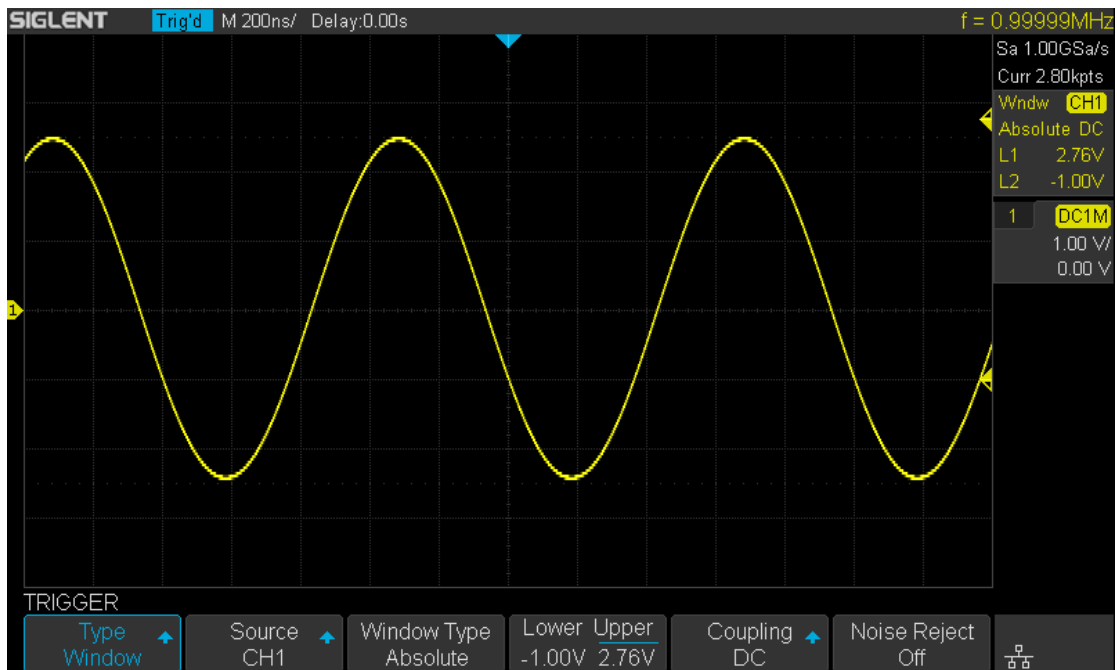 SIGLENT Trig'd M 200ns/ Delay:0.00s f = 0.99999MHz
Sa 1.00GSa/s
Curr 2.80kpts
Wndw CH1
Absolute DC
L1 2.76V
L2 -1.00V
1 DC1M
1.00 V/
0.00 V
1
TRIGGER
Type Source Window Type Lower Upper Coupling Noise Reject
Window CH1 Absolute -1.00V 2.76V DC Off